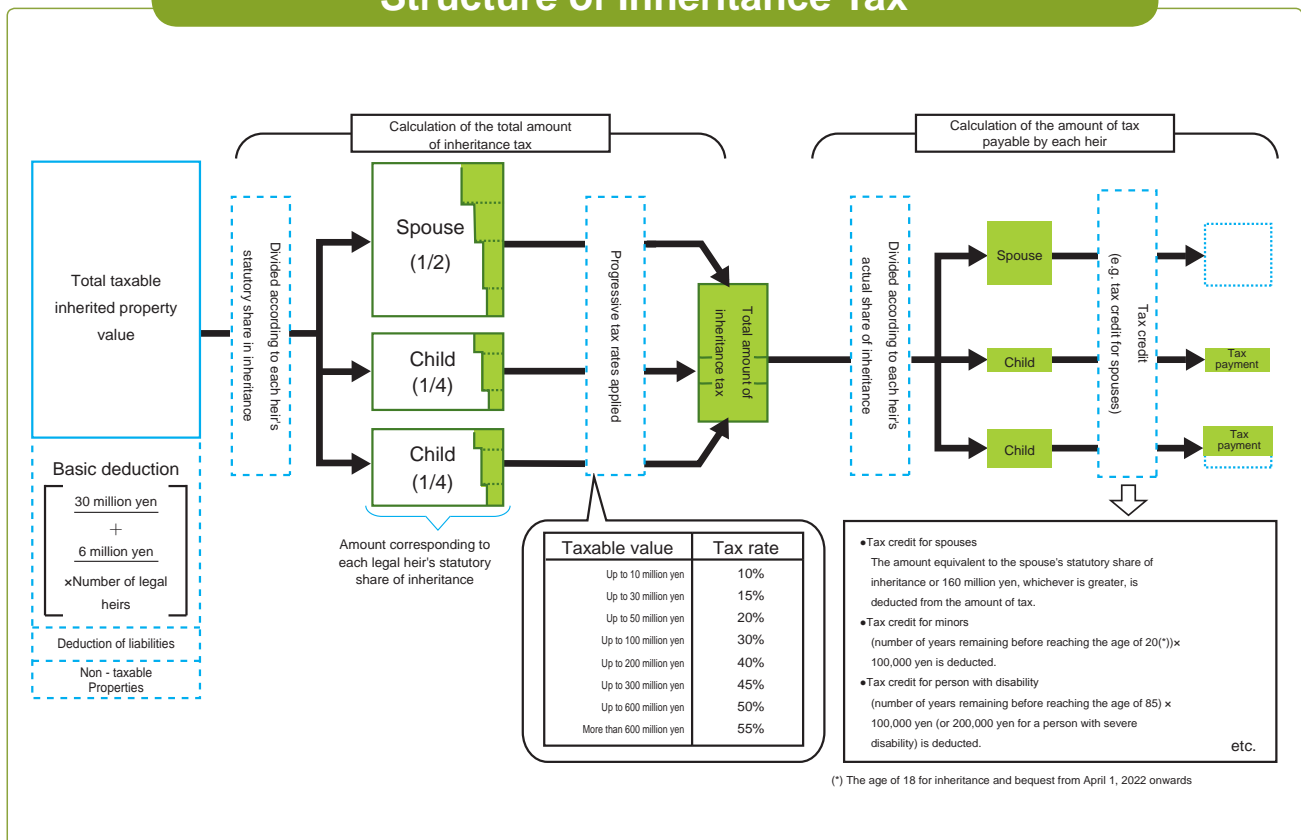 Structure of Inheritance Tax
Calculation of the total amount
of inheritance tax
Calculation of the amount of tax
payable by each heir
Total taxable
inherited property
value
Divided according to each heir's
statutory share in inheritance
Spouse
(1/2)
Child
(1/4)
Child
(1/4)
Progressive tax rates applied
Total amount of
inheritance tax
Divided according to each heir's
actual share of inheritance
Spouse
Child
Child
Tax credit
(e.g. tax credit for spouses)
Tax
payment
Tax
payment
Basic deduction
30 million yen
+
6 million yen
×Number of legal
heirs
Deduction of liabilities
Non - taxable
Properties
Amount corresponding to
each legal heir's statutory
share of inheritance
Taxable value Tax rate
Up to 10 million yen 10%
Up to 30 million yen 15%
Up to 50 million yen 20%
Up to 100 million yen 30%
Up to 200 million yen 40%
Up to 300 million yen 45%
Up to 600 million yen 50%
More than 600 million yen 55%
●Tax credit for spouses
The amount equivalent to the spouse's statutory share of
inheritance or 160 million yen, whichever is greater, is
deducted from the amount of tax.
●Tax credit for minors
(number of years remaining before reaching the age of 20(*))×
100,000 yen is deducted.
●Tax credit for person with disability
(number of years remaining before reaching the age of 85) ×
100,000 yen (or 200,000 yen for a person with severe
disability) is deducted.
etc.
(*) The age of 18 for inheritance and bequest from April 1, 2022 onwards